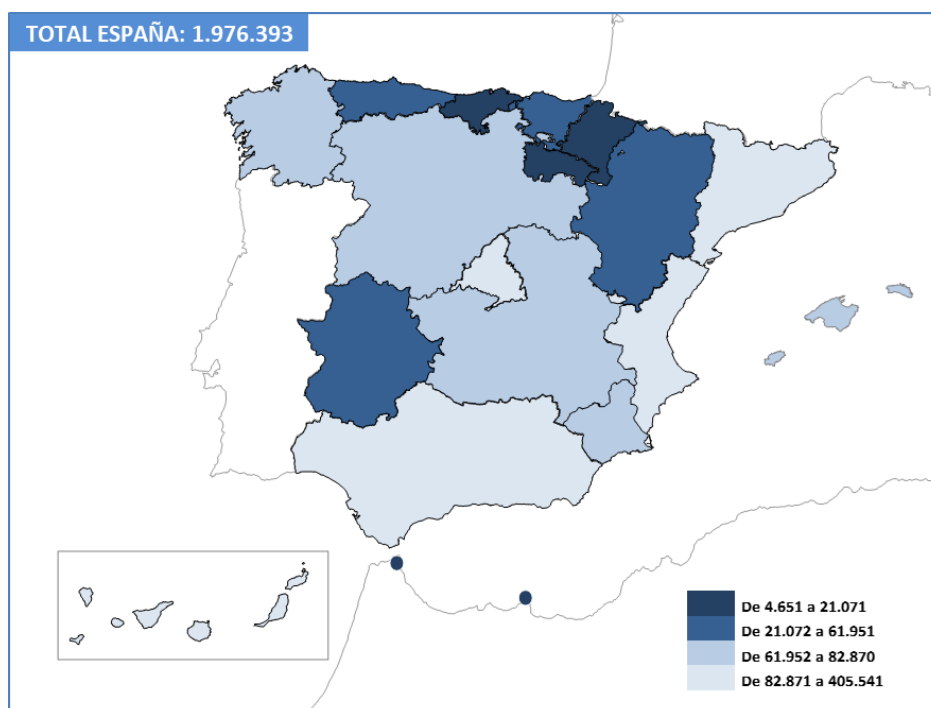 TOTAL ESPAÑA: 1.976.393
De 4.651 a 21.071
De 21.072 a 61.951
De 61.952 a 82.870
De 82.871 a 405.541